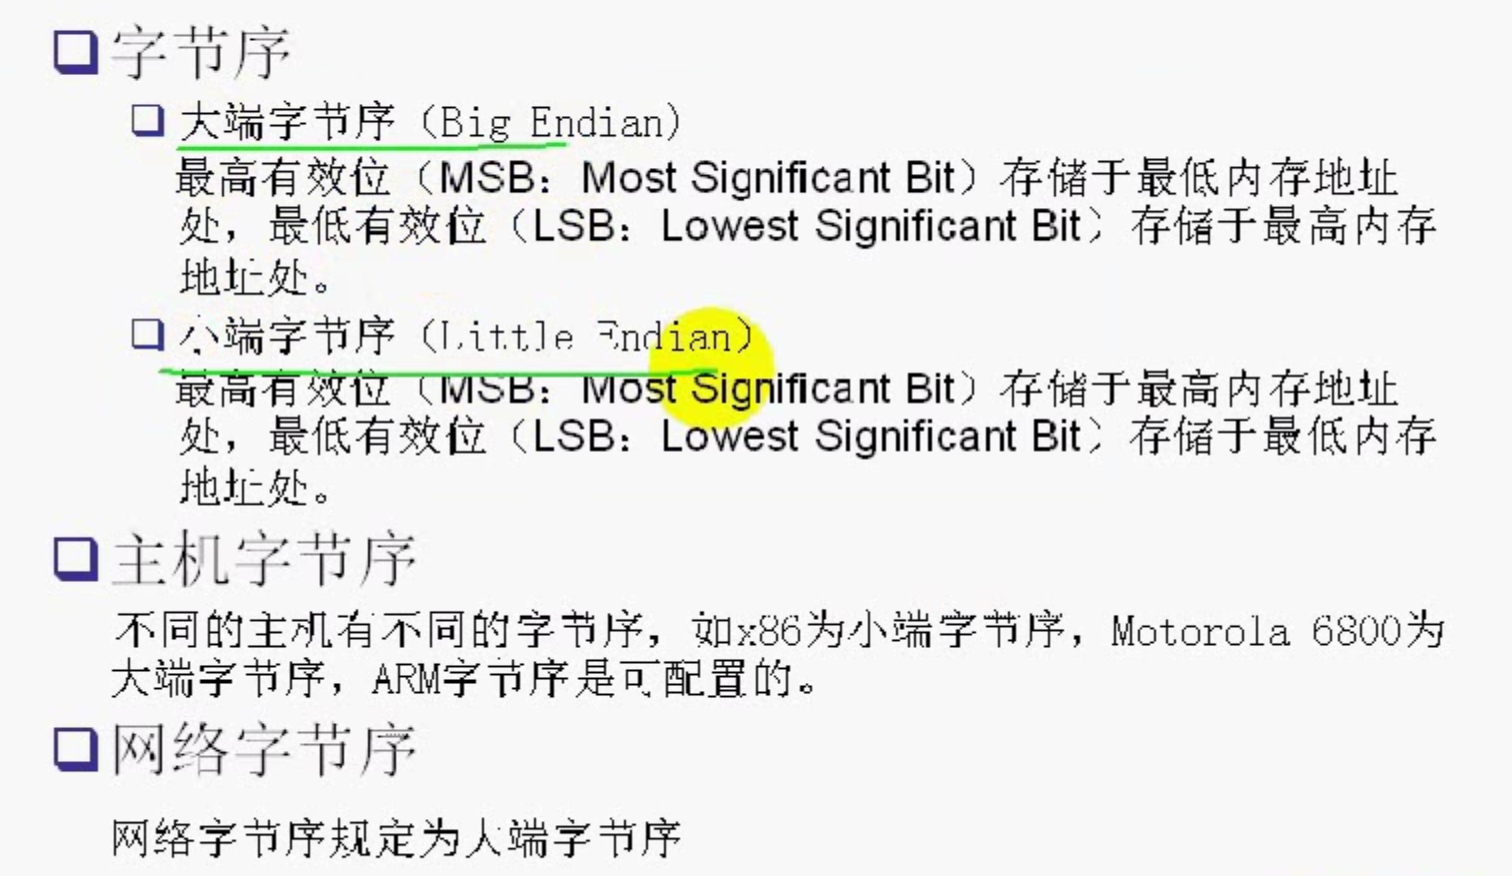 字节序
大端字节序（Big Endian）
最高有效位（MSB：Most Significant Bit）存储于最低内存地址
处，最低有效位（LSB：Lowest Significant Bit）存储于最高内存
地址处。
小端字节序（Little Endian）
最高有效位（MSB：Most Significant Bit）存储于最高内存地址
处，最低有效位（LSB：Lowest Significant Bit）存储于最低内存
地址处。
主机字节序
不同的主机有不同的字节序，如x86为小端字节序，Motorola 6800为
大端字节序，ARM字节序是可配置的。
网络字节序
网络字节序规定为大端字节序